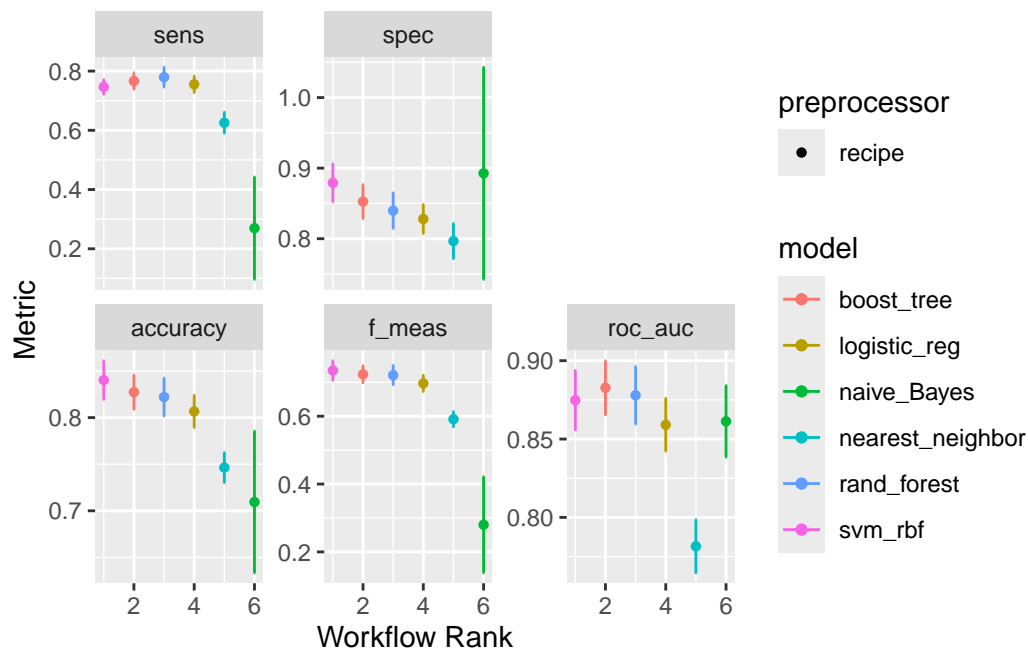 sens
spec
0.8
0.6
0.4
0.2
1.0
0.9
0.8
accuracy
f_meas
roc_auc
0.8
0.7
0.6
0.4
0.2
0.90
0.85
0.80
2 4 6
2 4 6
2 4 6
Workflow Rank
Metric
preprocessor
recipe
model
boost_tree
logistic_reg
naive_Bayes
nearest_neighbor
rand_forest
svm_rbf